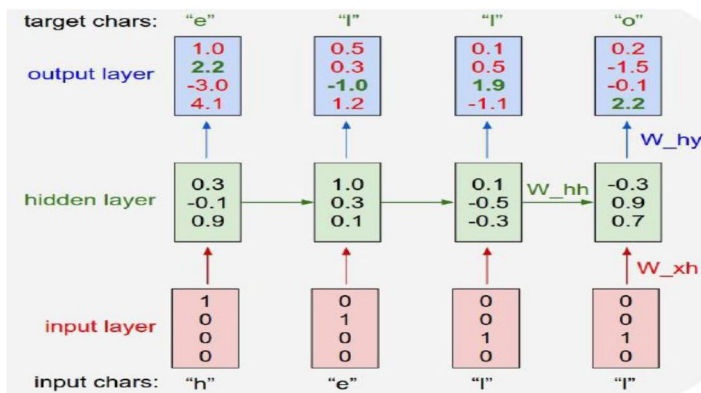 target chars: "e" "l" "l" "o"
1.0 0.5 0.1 0.2
2.2 0.3 0.5 -1.5
output layer
-3.0 -1.0 1.9 -0.1
4.1 1.2 -1.1 2.2
W_hy
0.3 1.0 0.1 -0.3
W_hh
hidden layer -0.1 0.3 -0.5 0.9
0.9 0.1 -0.3 0.7
W_xh
1 0 0 0
0 1 0 0
input layer
0 0 1 1
0 0 0 0
input chars: "h" "e" "l" "l"